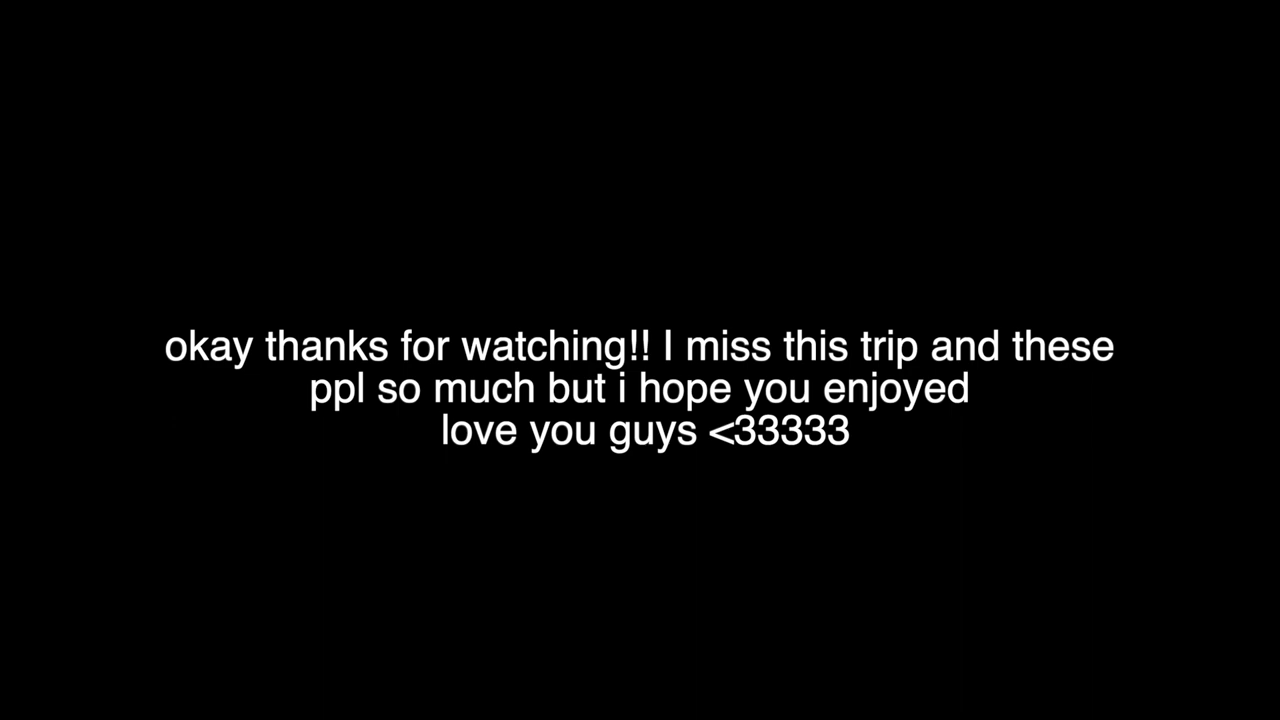 okay thanks for watching!! I miss this trip and these
ppl so much but i hope you enjoyed
love you guys <33333